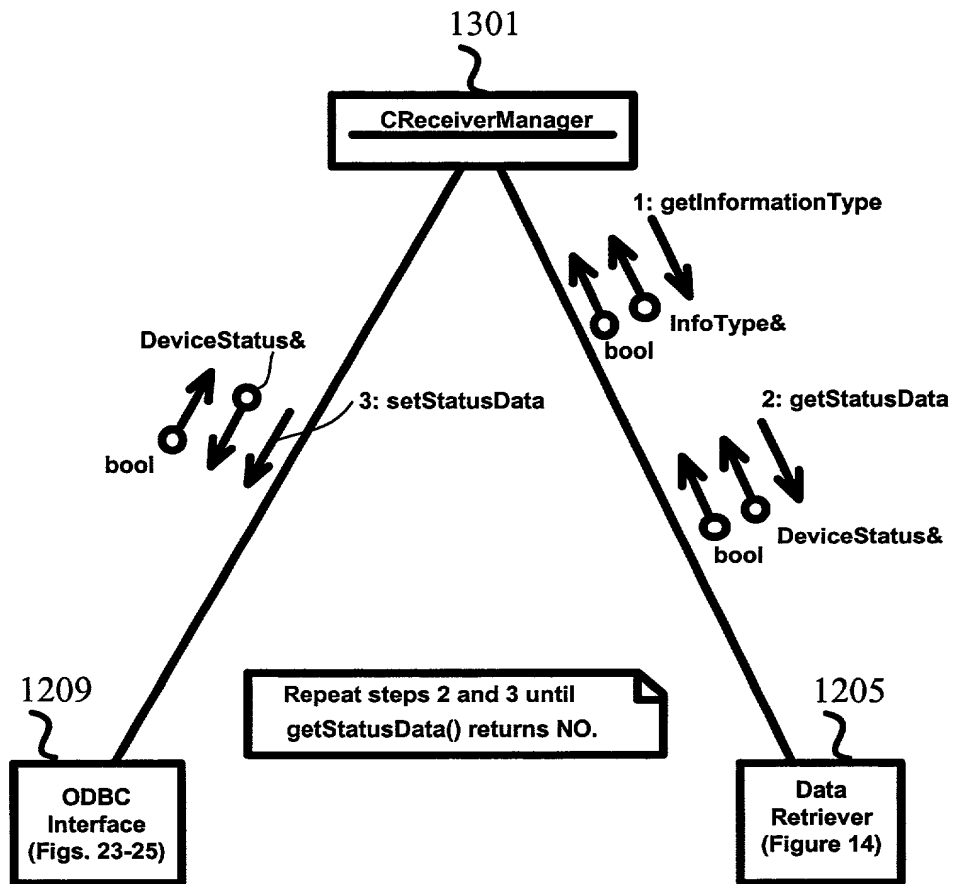 1301
CReceiverManager
1: getInformationType
InfoType&
bool
DeviceStatus&
3: setStatusData
bool
2: getStatusData
DeviceStatus&
bool
Repeat steps 2 and 3 until
getStatusData() returns NO.
1209
ODBC
Interface
(Figs. 23-25)
1205
Data
Retriever
(Figure 14)